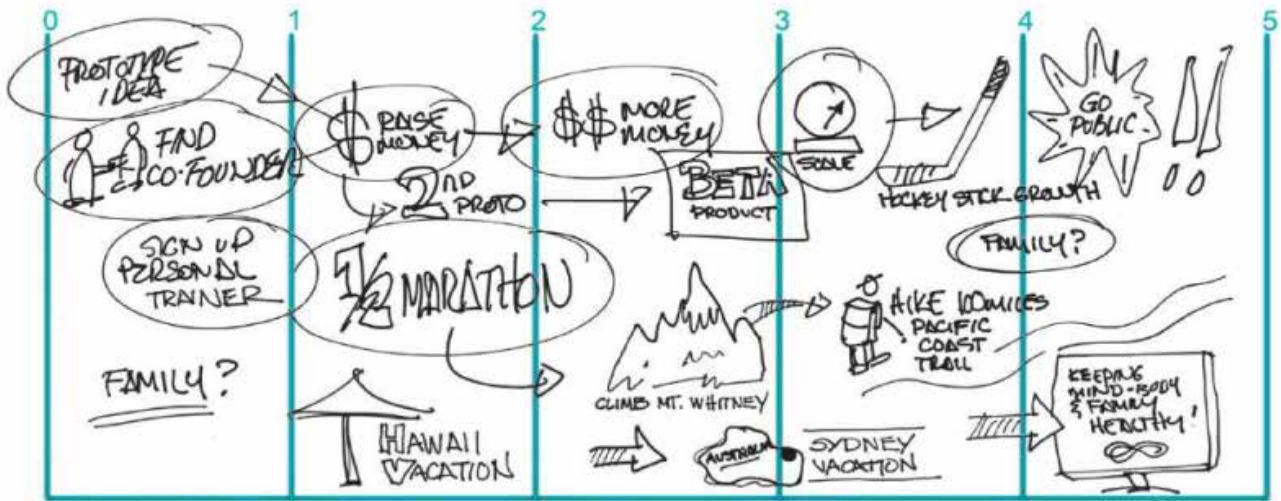 0 1 2 3 4 5
PROTOTYPE
IDEA
FIND
CO-FOUNDER
$ RAISE
MONEY
$$ MORE
MONEY
SCALE
HOCKEY STICK GROWTH
GO
PUBLIC
!!
2ND
PROTO
BETA
PRODUCT
SIGN UP
PERSONAL
TRAINER
1/2 MARATHON
FAMILY?
CLIMB MT. WHITNEY
HIKE 100 MILES
PACIFIC
COAST
TRAIL
FAMILY?
HAWAII
VACATION
AUSTRALIA
SYDNEY
VACATION
KEEPING
MIND-BODY
& FAMILY
HEALTHY!